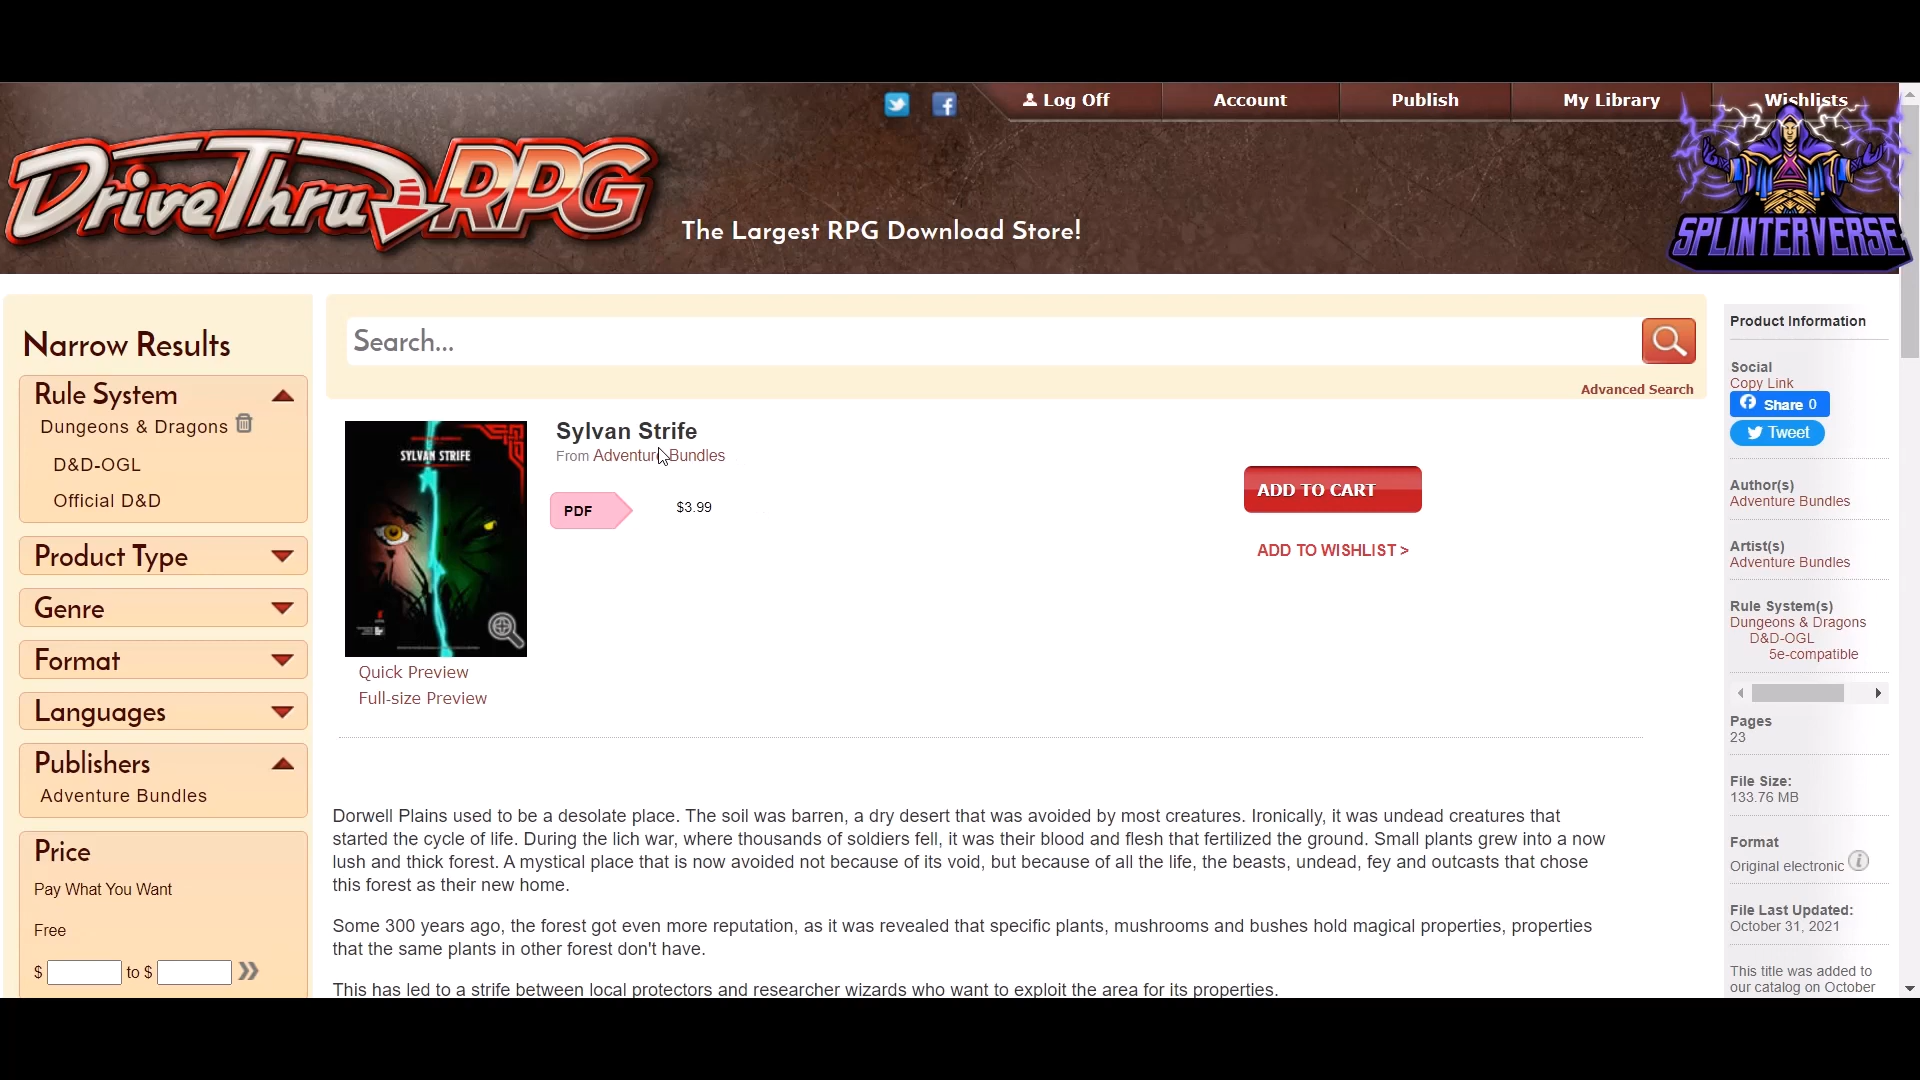 Log Off
Account
Publish
My Library
Wishlists
DriveThruRPG
The Largest RPG Download Store!
SPLINTERVERSE
Narrow Results
Rule System
Dungeons & Dragons
D&D-OGL
Official D&D
Product Type
Genre
Format
Languages
Publishers
Adventure Bundles
Price
Pay What You Want
Free
$ to $
Search...
Advanced Search
SYLVAN STRIFE
Quick Preview
Full-size Preview
Sylvan Strife
From Adventure Bundles
PDF
$3.99
ADD TO CART
ADD TO WISHLIST >
Dorwell Plains used to be a desolate place. The soil was barren, a dry desert that was avoided by most creatures. Ironically, it was undead creatures that
started the cycle of life. During the lich war, where thousands of soldiers fell, it was their blood and flesh that fertilized the ground. Small plants grew into a now
lush and thick forest. A mystical place that is now avoided not because of its void, but because of all the life, the beasts, undead, fey and outcasts that chose
this forest as their new home.
Some 300 years ago, the forest got even more reputation, as it was revealed that specific plants, mushrooms and bushes hold magical properties, properties
that the same plants in other forest don't have.
This has led to a strife between local protectors and researcher wizards who want to exploit the area for its properties.
Product Information
Social
Copy Link
Share 0
Tweet
Author(s)
Adventure Bundles
Artist(s)
Adventure Bundles
Rule System(s)
Dungeons & Dragons
D&D-OGL
5e-compatible
Pages
23
File Size:
133.76 MB
Format
Original electronic
File Last Updated:
October 31, 2021
This title was added to
our catalog on October